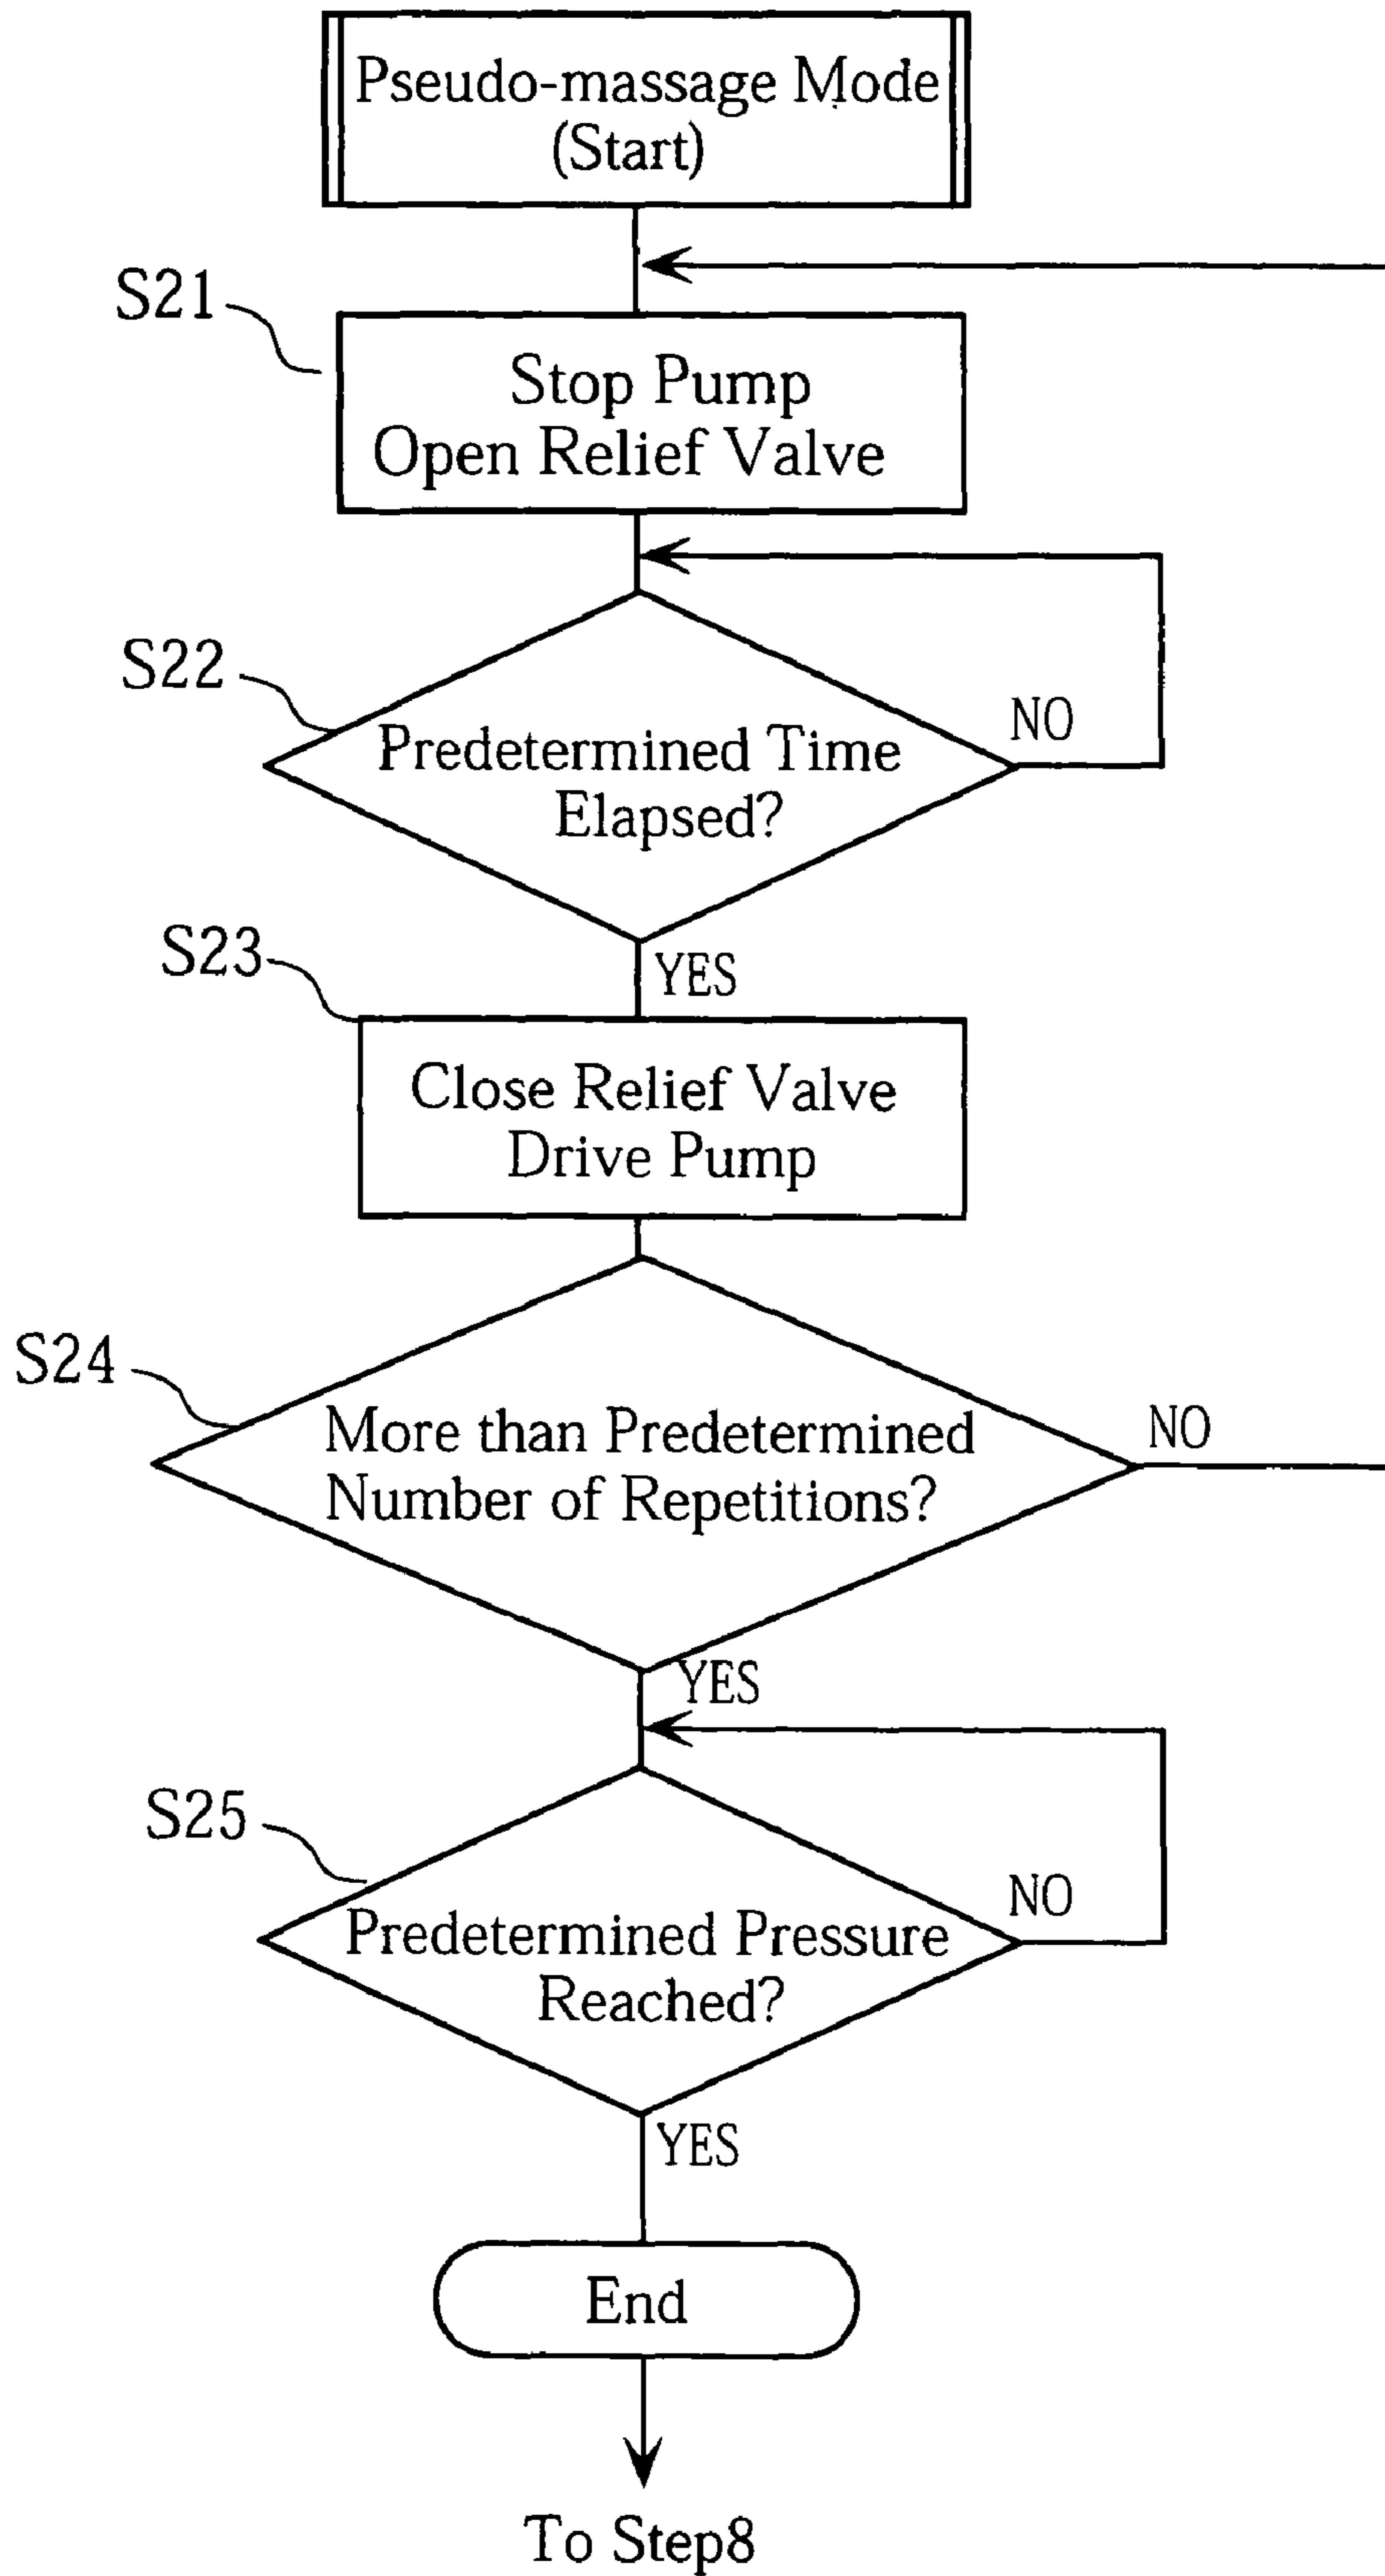 Pseudo-massage Mode
(Start)
S21
Stop Pump
Open Relief Valve
S22
Predetermined Time
Elapsed?
NO
YES
S23
Close Relief Valve
Drive Pump
S24
More than Predetermined
Number of Repetitions?
NO
YES
S25
Predetermined Pressure
Reached?
NO
YES
End
To Step8